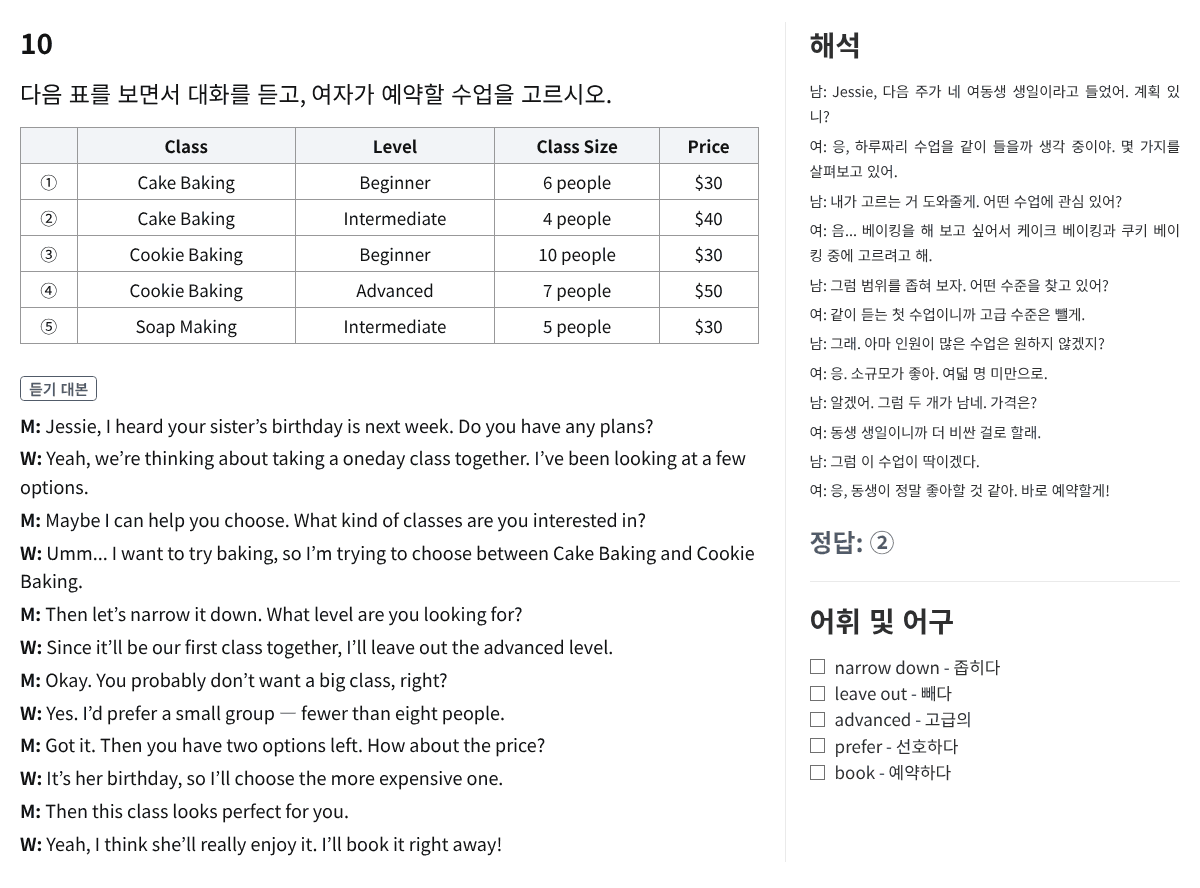 10
다음 표를 보면서 대화를 듣고, 여자가 예약할 수업을 고르시오.
Class Level Class Size Price
① Cake Baking Beginner 6 people $30
② Cake Baking Intermediate 4 people $40
③ Cookie Baking Beginner 10 people $30
④ Cookie Baking Advanced 7 people $50
⑤ Soap Making Intermediate 5 people $30
듣기 대본
M: Jessie, I heard your sister’s birthday is next week. Do you have any plans?
W: Yeah, we’re thinking about taking a oneday class together. I’ve been looking at a few
options.
M: Maybe I can help you choose. What kind of classes are you interested in?
W: Umm... I want to try baking, so I’m trying to choose between Cake Baking and Cookie
Baking.
M: Then let’s narrow it down. What level are you looking for?
W: Since it’ll be our first class together, I’ll leave out the advanced level.
M: Okay. You probably don’t want a big class, right?
W: Yes. I’d prefer a small group — fewer than eight people.
M: Got it. Then you have two options left. How about the price?
W: It’s her birthday, so I’ll choose the more expensive one.
M: Then this class looks perfect for you.
W: Yeah, I think she’ll really enjoy it. I’ll book it right away!
해석
남: Jessie, 다음 주가 네 여동생 생일이라고 들었어. 계획 있
니?
여: 응, 하루짜리 수업을 같이 들을까 생각 중이야. 몇 가지를
살펴보고 있어.
남: 내가 고르는 거 도와줄게. 어떤 수업에 관심 있어?
여: 음... 베이킹을 해 보고 싶어서 케이크 베이킹과 쿠키 베이
킹 중에 고르려고 해.
남: 그럼 범위를 좁혀 보자. 어떤 수준을 찾고 있어?
여: 같이 듣는 첫 수업이니까 고급 수준은 뺄게.
남: 그래. 아마 인원이 많은 수업은 원하지 않겠지?
여: 응. 소규모가 좋아. 여덟 명 미만으로.
남: 알겠어. 그럼 두 개가 남네. 가격은?
여: 동생 생일이니까 더 비싼 걸로 할래.
남: 그럼 이 수업이 딱이겠다.
여: 응, 동생이 정말 좋아할 것 같아. 바로 예약할게!
정답: ②
어휘 및 어구
☐ narrow down - 좁히다
☐ leave out - 빼다
☐ advanced - 고급의
☐ prefer - 선호하다
☐ book - 예약하다